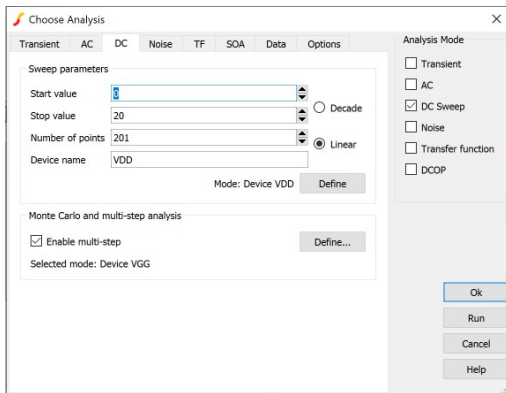 Choose Analysis
Transient AC DC Noise TF SOA Data Options
Sweep parameters
Start value 0
Stop value 20
Decade
Number of points 201
Linear
Device name VDD
Mode: Device VDD Define
Monte Carlo and multi-step analysis
Enable multi-step Define...
Selected mode: Device VGG
Analysis Mode
Transient
AC
DC Sweep
Noise
Transfer function
DCOP
Ok
Run
Cancel
Help